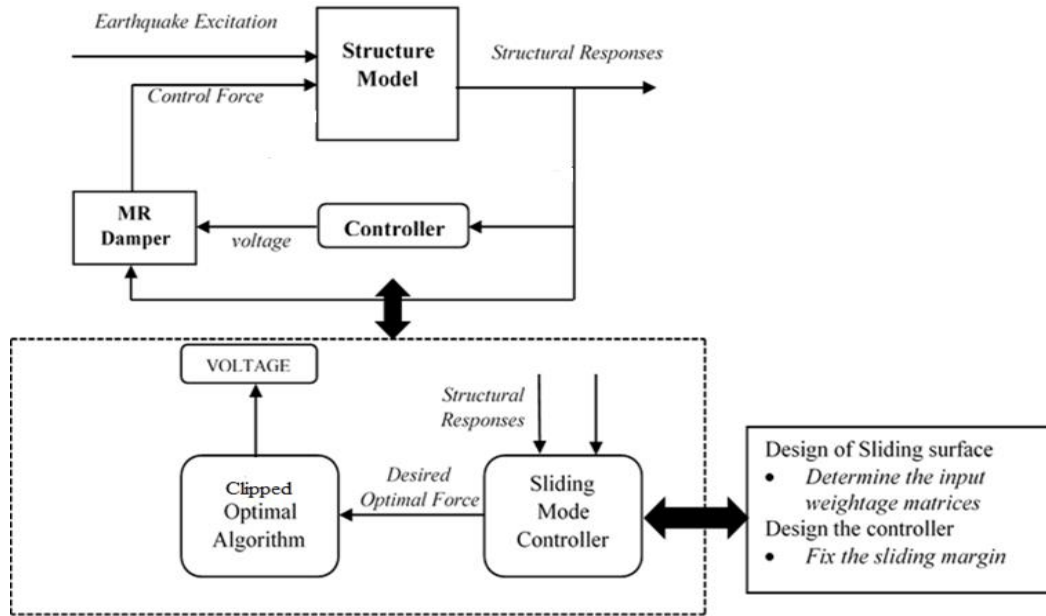 Earthquake Excitation
Structure
Model
Structural Responses
Control Force
MR
Damper
voltage
Controller
VOLTAGE
Structural
Responses
Clipped
Optimal
Algorithm
Desired
Optimal Force
Sliding
Mode
Controller
Design of Sliding surface
• Determine the input
weightage matrices
Design the controller
• Fix the sliding margin